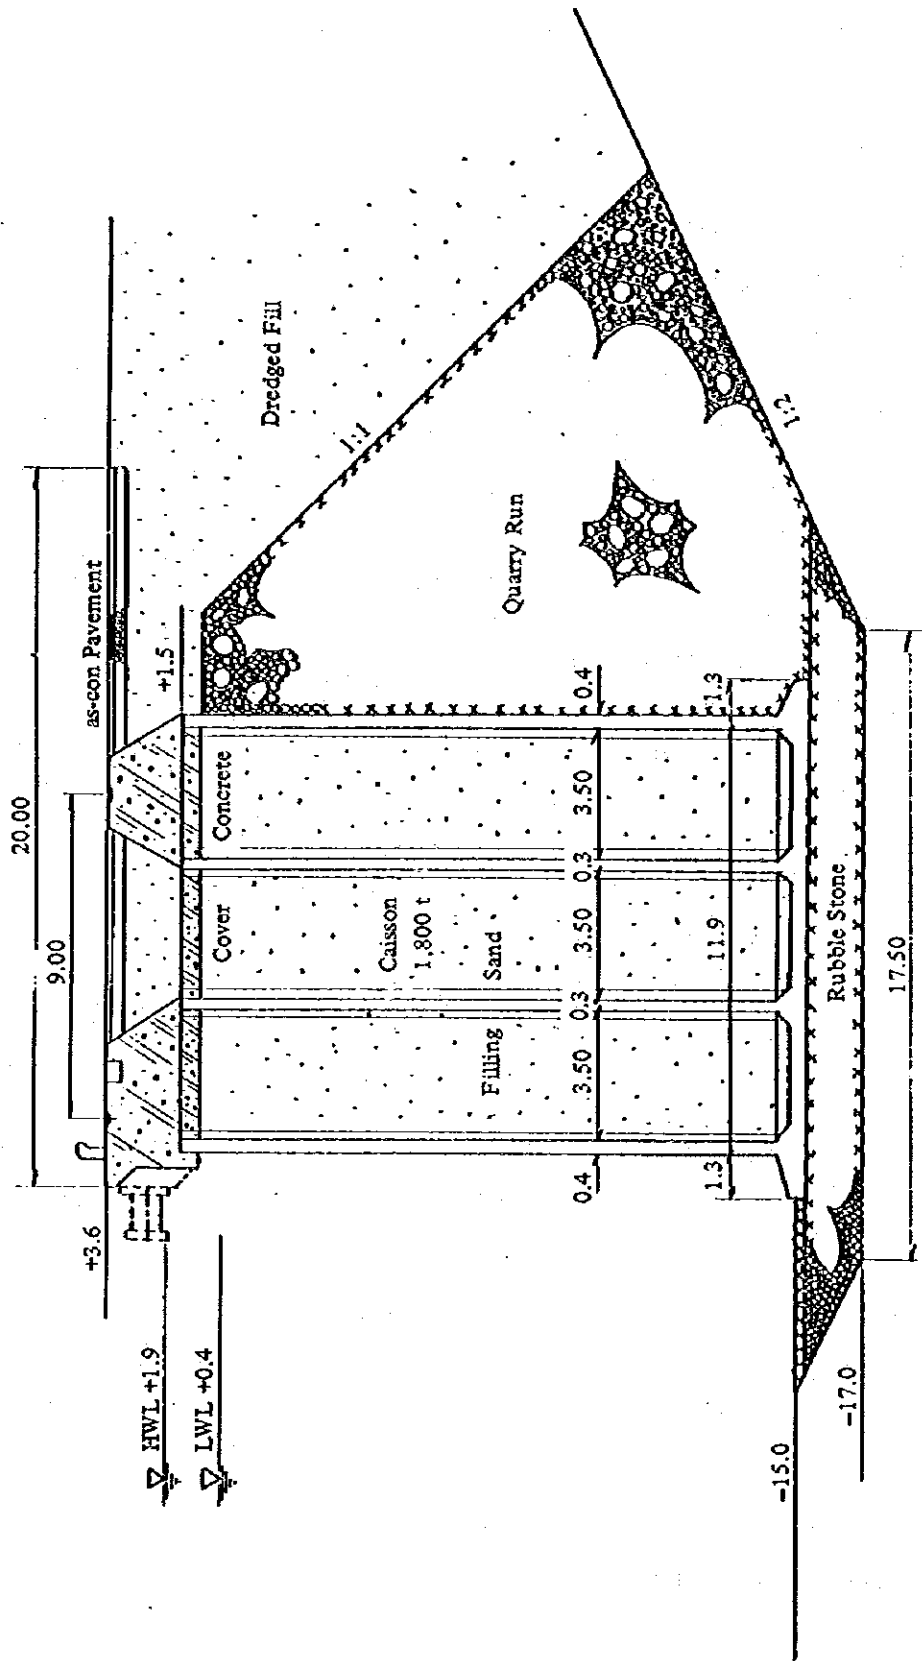 20.00
9.00
as-con Pavement
+3.6
HWL +1.9
LWL +0.4
+1.5
Dredged Fill
1:1
Cover
Concrete
Caisson
1,800 t
Filling
Sand
Quarry Run
0.4
3.50
0.3
3.50
0.3
3.50
0.4
1.3
11.9
1.3
1:2
-15.0
Rubble Stone
-17.0
17.50